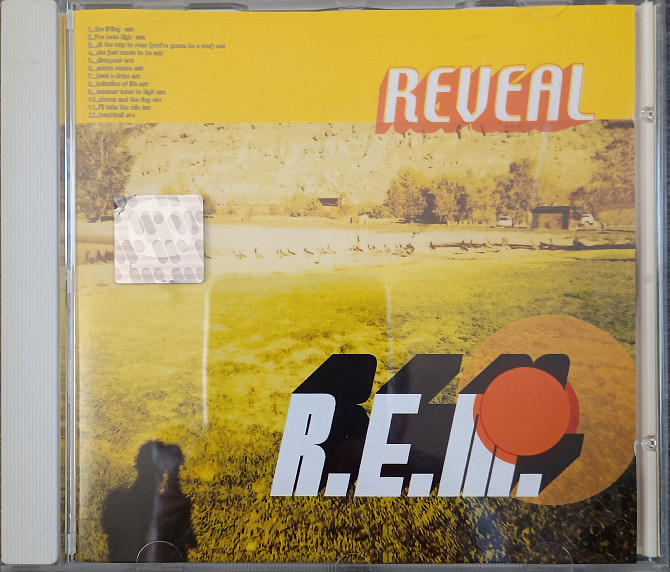 1_the lifting
2_I've been high
3_all the way to reno (you're gonna be a star)
4_she just wants to be
5_disappear
6_saturn return
7_beat a drum
8_imitation of life
9_summer turns to high
10_chorus and the ring
11_I'll take the rain
12_beachball
REVEAL
R.E.M.